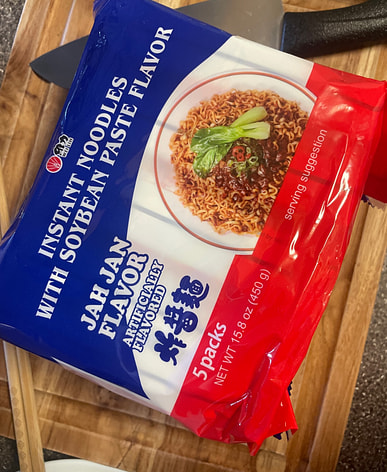 INSTANT NOODLES
WITH SOYBEAN PASTE FLAVOR
JAH JAN
FLAVOR
ARTIFICIALLY
FLAVORED
炸醬麵
serving suggestion
5 packs
NET WT 15.8 oz (450 g)